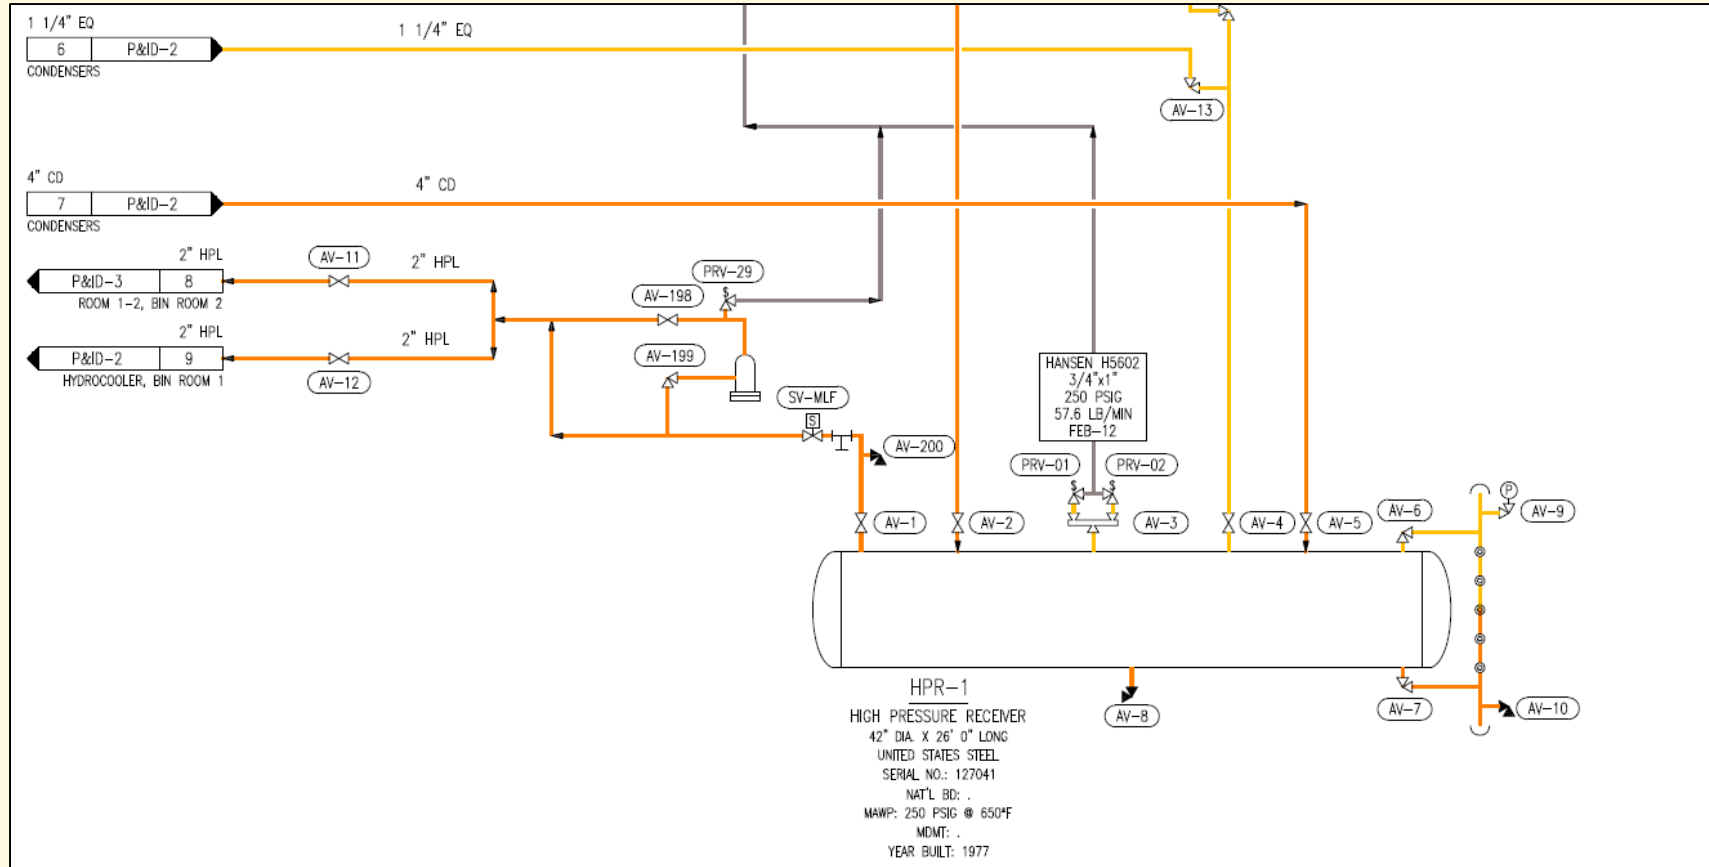 1 1/4" EQ
6 P&ID-2
CONDENSERS
1 1/4" EQ
AV-13
4" CD
7 P&ID-2
CONDENSERS
4" CD
2" HPL
P&ID-3 8
ROOM 1-2, BIN ROOM 2
AV-11
2" HPL
2" HPL
P&ID-2 9
HYDROCOOLER, BIN ROOM 1
AV-12
2" HPL
PRV-29
S
AV-198
AV-199
SV-MLF
S
AV-200
HANSEN H5602
3/4"x1"
250 PSIG
57.6 LB/MIN
FEB-12
PRV-01
PRV-02
S
S
AV-1
AV-2
AV-3
AV-4
AV-5
AV-6
P
AV-9
AV-7
AV-10
AV-8
HPR-1
HIGH PRESSURE RECEIVER
42" DIA. X 26' 0" LONG
UNITED STATES STEEL
SERIAL NO.: 127041
NAT'L BD: .
MAWP: 250 PSIG @ 650°F
MDMT: .
YEAR BUILT: 1977